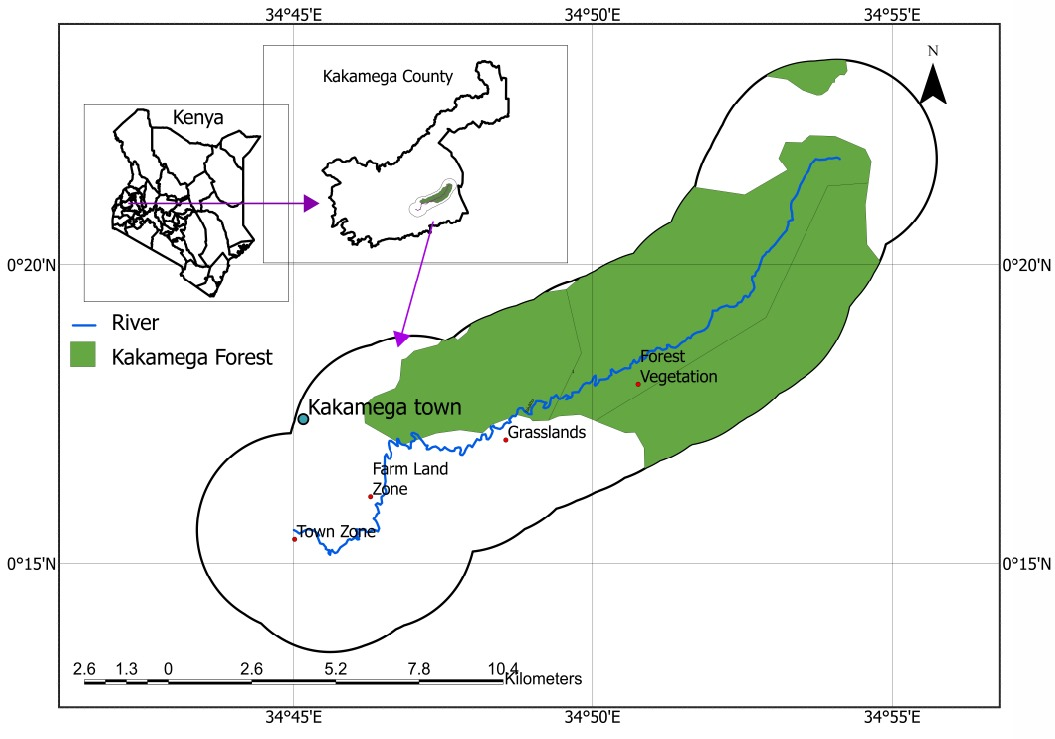 34°45'E 34°50'E 34°55'E
N
Kakamega County
Kenya
0°20'N 0°20'N
River
Kakamega Forest
Forest
Vegetation
Kakamega town
Grasslands
Farm Land
Zone
Town Zone
0°15'N 0°15'N
2.6 1.3 0 2.6 5.2 7.8 10.4
Kilometers
34°45'E 34°50'E 34°55'E